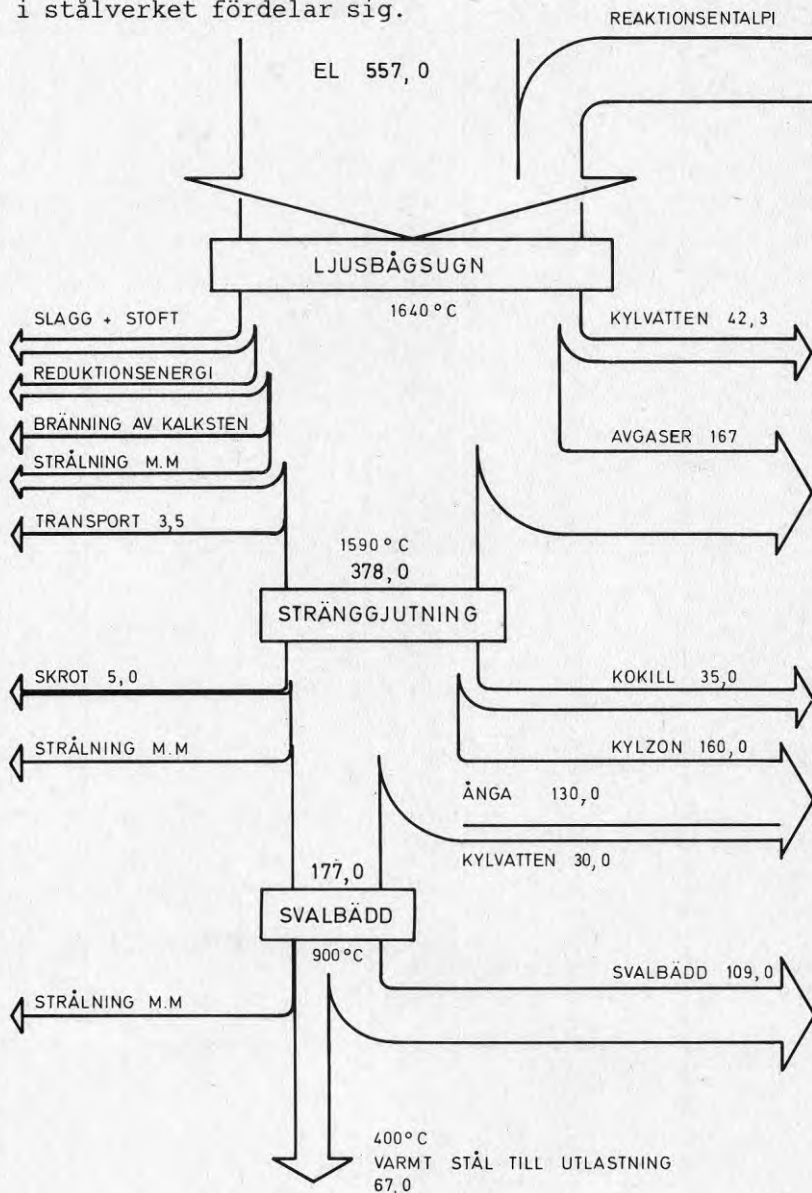 i stålverket fördelar sig.
REAKTIONSENTALPI
EL 557,0
LJUSBÅGSUGN
1640°C
SLAGG + STOFT
KYLVATTEN 42,3
REDUKTIONSENERGI
BRÄNNING AV KALKSTEN
AVGASER 167
STRÅLNING M.M
TRANSPORT 3,5
1590°C
378,0
STRÄNGGJUTNING
SKROT 5,0
KOKILL 35,0
STRÅLNING M.M
KYLZON 160,0
ÅNGA 130,0
KYLVATTEN 30,0
177,0
SVALBÄDD
900°C
SVALBÄDD 109,0
STRÅLNING M.M
400°C
VARMT STÅL TILL UTLASTNING
67,0